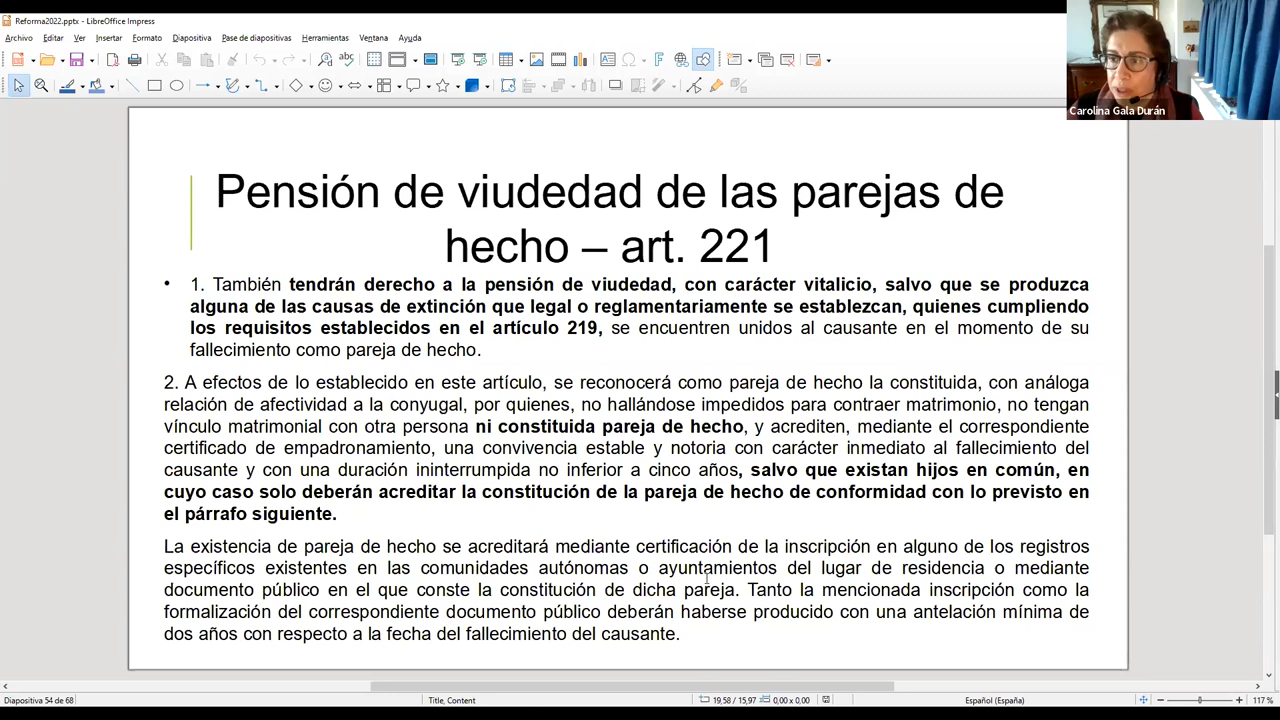 Reforma2022.pptx - LibreOffice Impress
Archivo Editar Ver Insertar Formato Diapositiva Pase de diapositivas Herramientas Ventana Ayuda
Carolina Gala Durán
Pensión de viudedad de las parejas de
hecho – art. 221
• 1. También tendrán derecho a la pensión de viudedad, con carácter vitalicio, salvo que se produzca
alguna de las causas de extinción que legal o reglamentariamente se establezcan, quienes cumpliendo
los requisitos establecidos en el artículo 219, se encuentren unidos al causante en el momento de su
fallecimiento como pareja de hecho.
2. A efectos de lo establecido en este artículo, se reconocerá como pareja de hecho la constituida, con análoga
relación de afectividad a la conyugal, por quienes, no hallándose impedidos para contraer matrimonio, no tengan
vínculo matrimonial con otra persona ni constituida pareja de hecho, y acrediten, mediante el correspondiente
certificado de empadronamiento, una convivencia estable y notoria con carácter inmediato al fallecimiento del
causante y con una duración ininterrumpida no inferior a cinco años, salvo que existan hijos en común, en
cuyo caso solo deberán acreditar la constitución de la pareja de hecho de conformidad con lo previsto en
el párrafo siguiente.
La existencia de pareja de hecho se acreditará mediante certificación de la inscripción en alguno de los registros
específicos existentes en las comunidades autónomas o ayuntamientos del lugar de residencia o mediante
documento público en el que conste la constitución de dicha pareja. Tanto la mencionada inscripción como la
formalización del correspondiente documento público deberán haberse producido con una antelación mínima de
dos años con respecto a la fecha del fallecimiento del causante.
Diapositiva 54 de 68 Title, Content 19,58 / 15,97 0,00 x 0,00 Español (España) 117 %